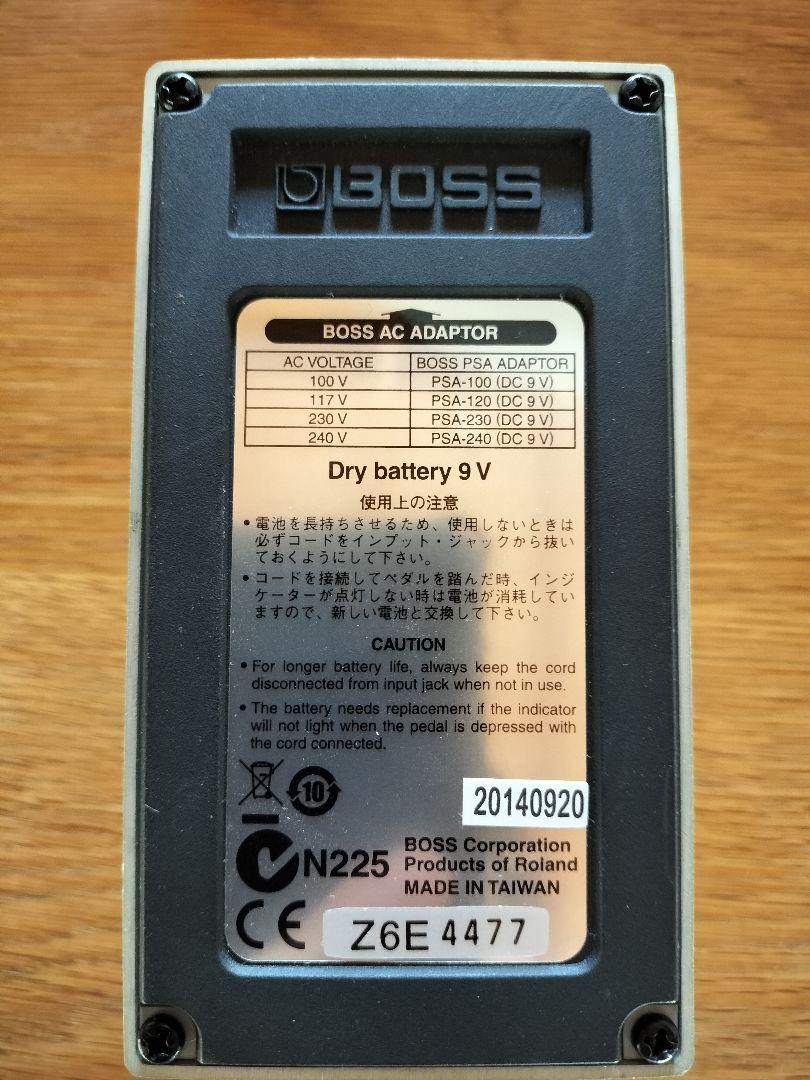 BOSS
BOSS AC ADAPTOR
AC VOLTAGE BOSS PSA ADAPTOR
100 V PSA-100 (DC 9 V)
117 V PSA-120 (DC 9 V)
230 V PSA-230 (DC 9 V)
240 V PSA-240 (DC 9 V)
Dry battery 9 V
使用上の注意
• 電池を長持ちさせるため、使用しないときは
必ずコードをインプット・ジャックから抜い
ておくようにして下さい。
• コードを接続してペダルを踏んだ時、インジ
ケーターが点灯しない時は電池が消耗してい
ますので、新しい電池と交換して下さい。
CAUTION
• For longer battery life, always keep the cord
disconnected from input jack when not in use.
• The battery needs replacement if the indicator
will not light when the pedal is depressed with
the cord connected.
10
20140920
N225
BOSS Corporation
Products of Roland
MADE IN TAIWAN
CE
Z6E 4477